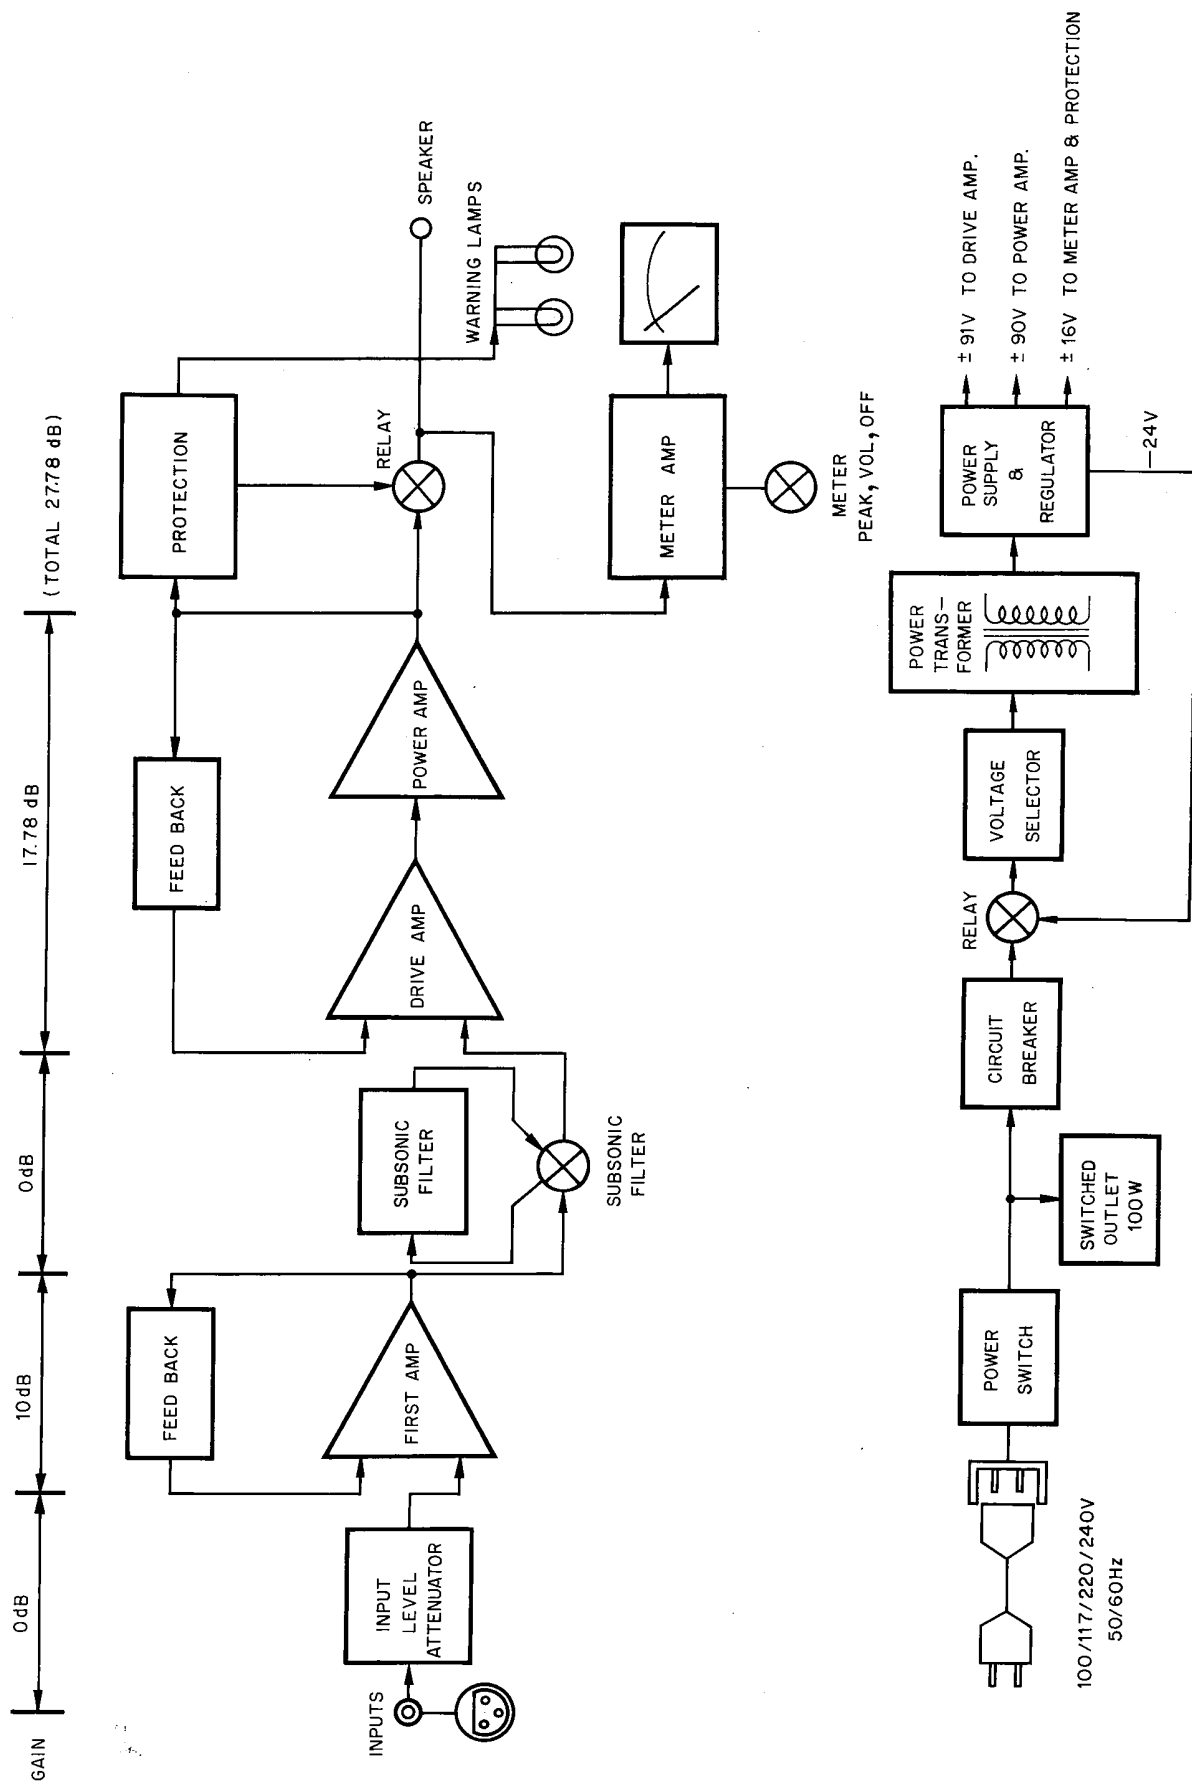 GAIN
0dB
10dB
0dB
17.78 dB
(TOTAL 27.78 dB)
FEED BACK
FEED BACK
PROTECTION
INPUTS
INPUT
LEVEL
ATTENUATOR
FIRST AMP
SUBSONIC
FILTER
SUBSONIC
FILTER
DRIVE AMP
POWER AMP
RELAY
SPEAKER
WARNING LAMPS
METER AMP
METER
PEAK, VOL, OFF
100/117/220/240V
50/60Hz
POWER
SWITCH
SWITCHED
OUTLET
100W
CIRCUIT
BREAKER
RELAY
VOLTAGE
SELECTOR
POWER
TRANS-
FORMER
POWER
SUPPLY
&
REGULATOR
± 91V TO DRIVE AMP.
± 90V TO POWER AMP.
± 16V TO METER AMP & PROTECTION
-24V